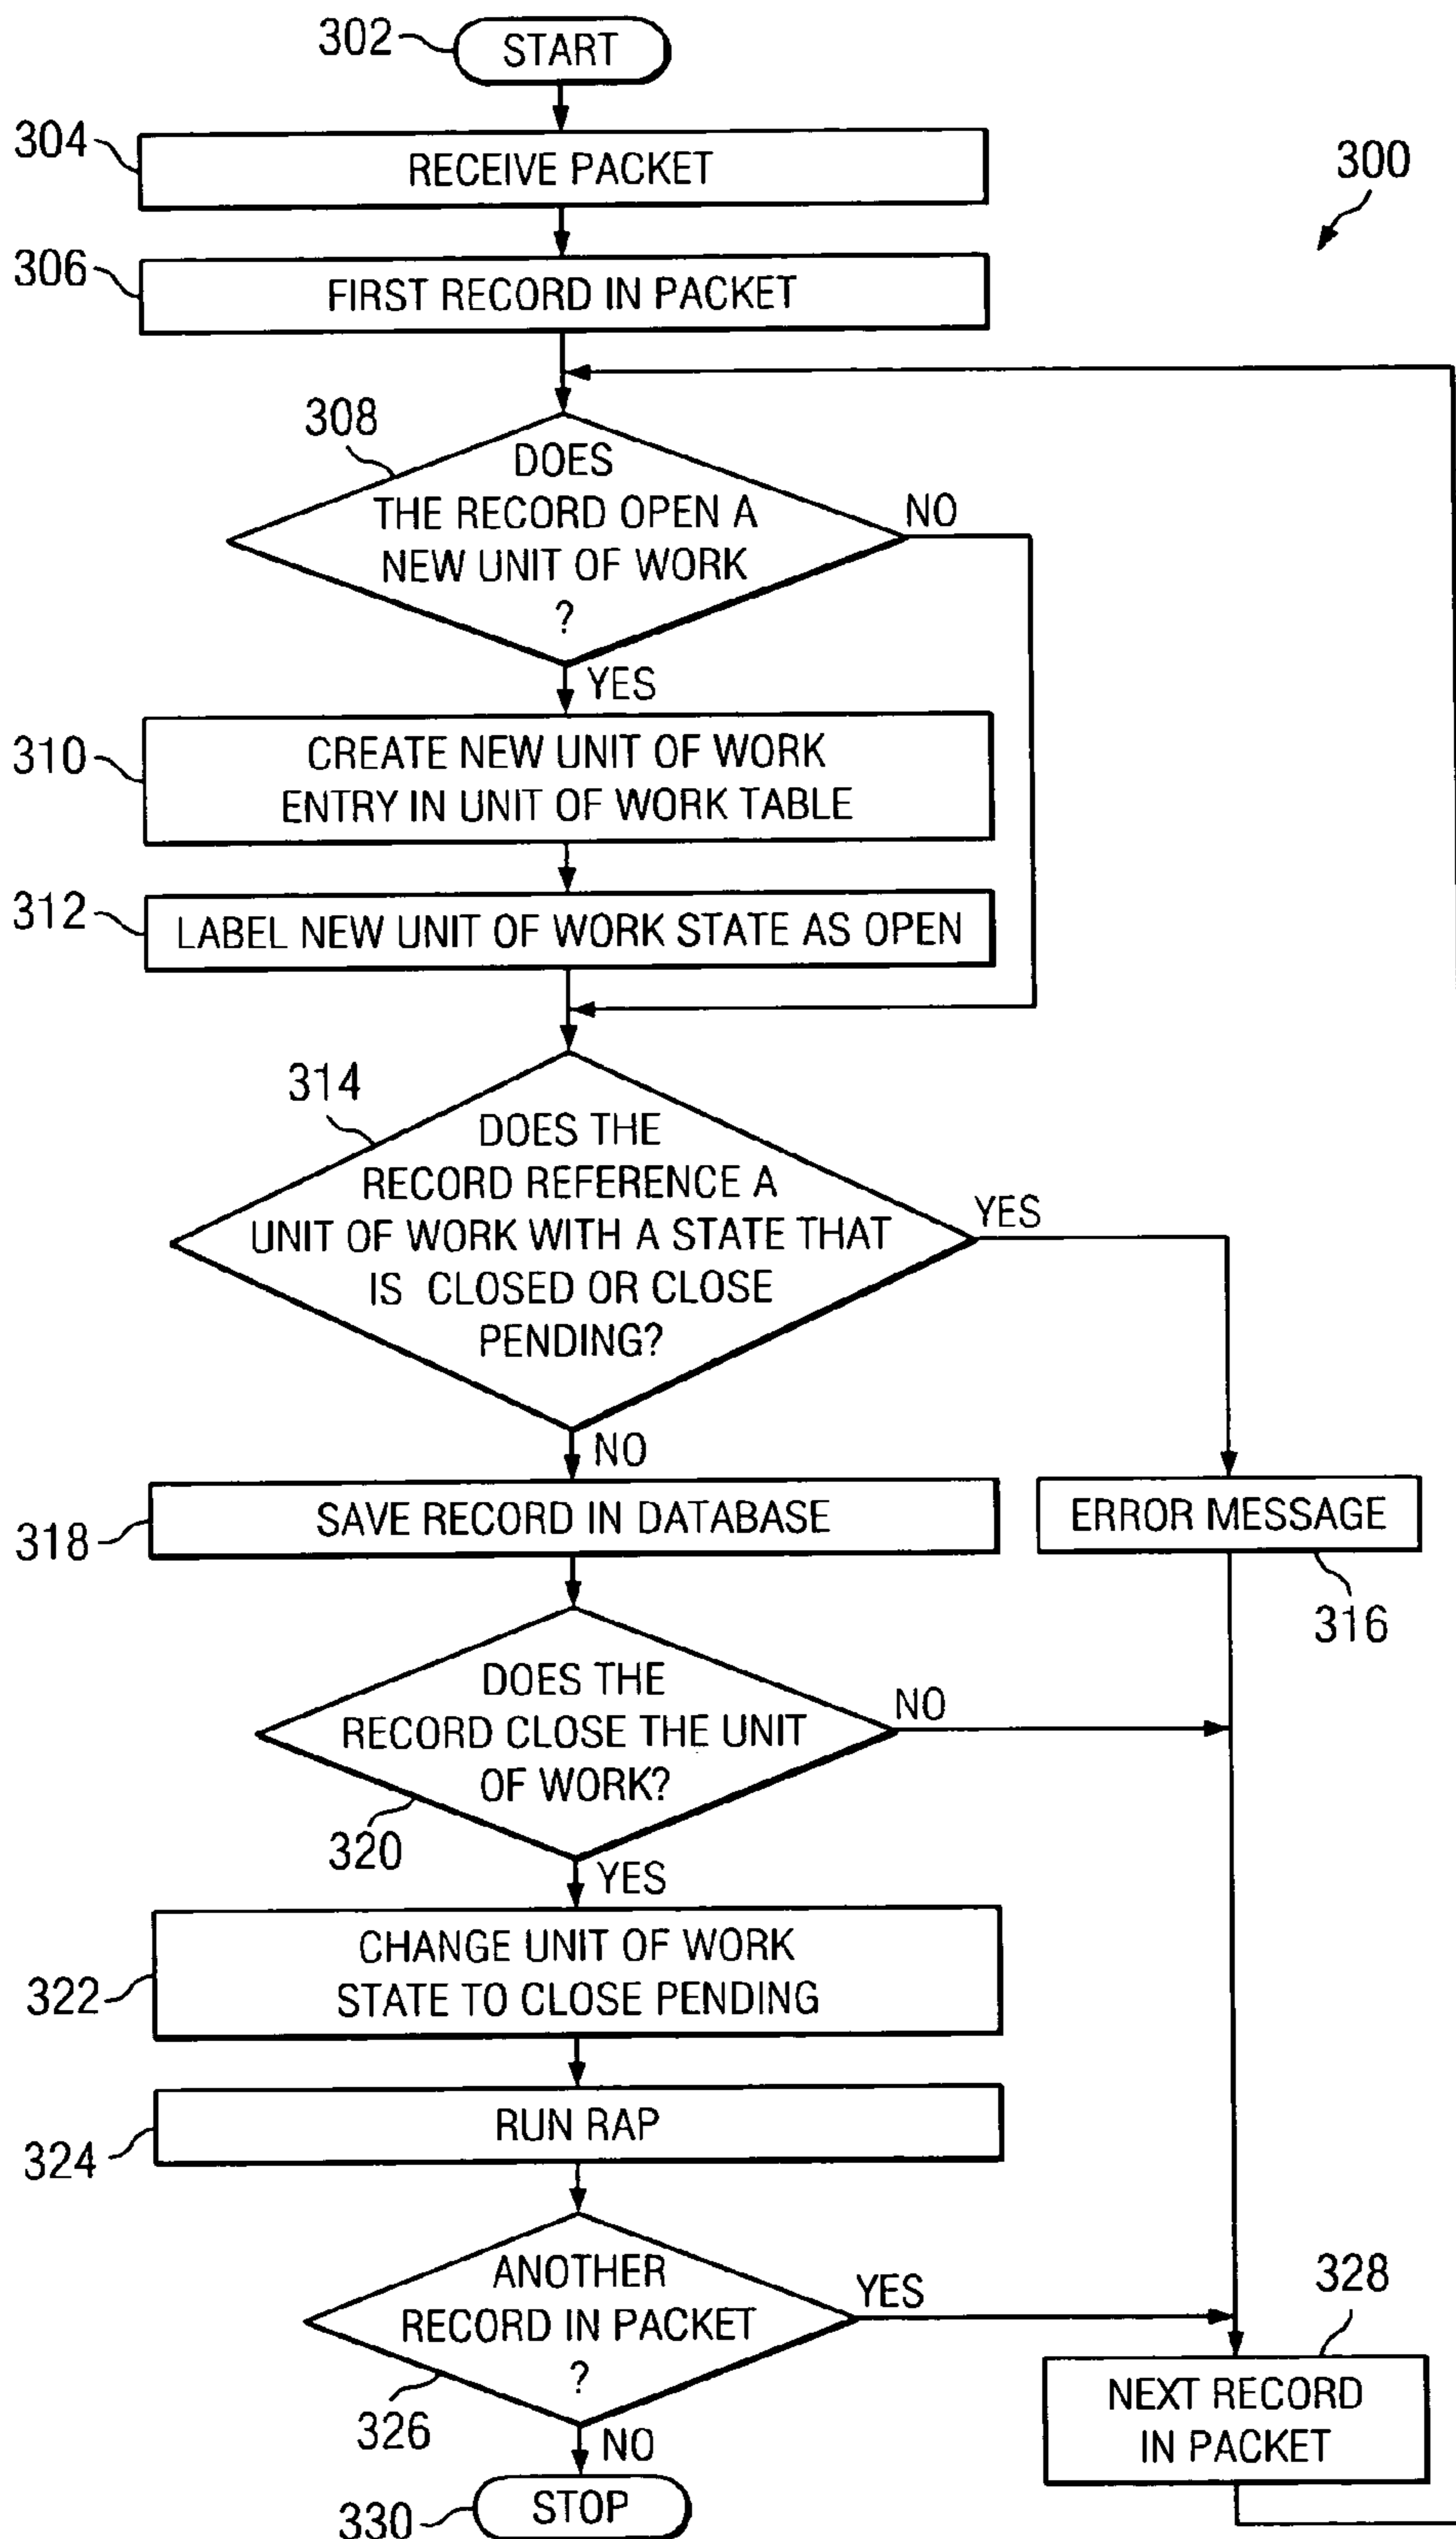 302
START
304
RECEIVE PACKET
300
306
FIRST RECORD IN PACKET
308
DOES
THE RECORD OPEN A
NEW UNIT OF WORK
?
NO
YES
310
CREATE NEW UNIT OF WORK
ENTRY IN UNIT OF WORK TABLE
312
LABEL NEW UNIT OF WORK STATE AS OPEN
314
DOES THE
RECORD REFERENCE A
UNIT OF WORK WITH A STATE THAT
IS CLOSED OR CLOSE
PENDING?
YES
NO
318
SAVE RECORD IN DATABASE
ERROR MESSAGE
316
DOES THE
RECORD CLOSE THE UNIT
OF WORK?
NO
320
YES
322
CHANGE UNIT OF WORK
STATE TO CLOSE PENDING
324
RUN RAP
ANOTHER
RECORD IN PACKET
?
YES
326
NO
328
NEXT RECORD
IN PACKET
330
STOP